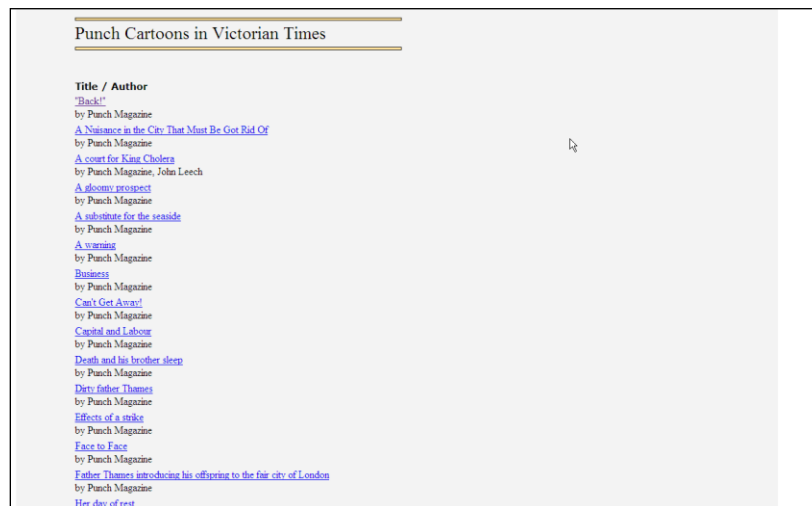 Punch Cartoons in Victorian Times
Title / Author
"Back!"
by Punch Magazine
A Nuisance in the City That Must Be Got Rid Of
by Punch Magazine
A court for King Cholera
by Punch Magazine, John Leech
A gloomy prospect
by Punch Magazine
A substitute for the seaside
by Punch Magazine
A warning
by Punch Magazine
Business
by Punch Magazine
Can't Get Away!
by Punch Magazine
Capital and Labour
by Punch Magazine
Death and his brother sleep
by Punch Magazine
Dirty father Thames
by Punch Magazine
Effects of a strike
by Punch Magazine
Face to Face
by Punch Magazine
Father Thames introducing his offspring to the fair city of London
by Punch Magazine
Her day of rest